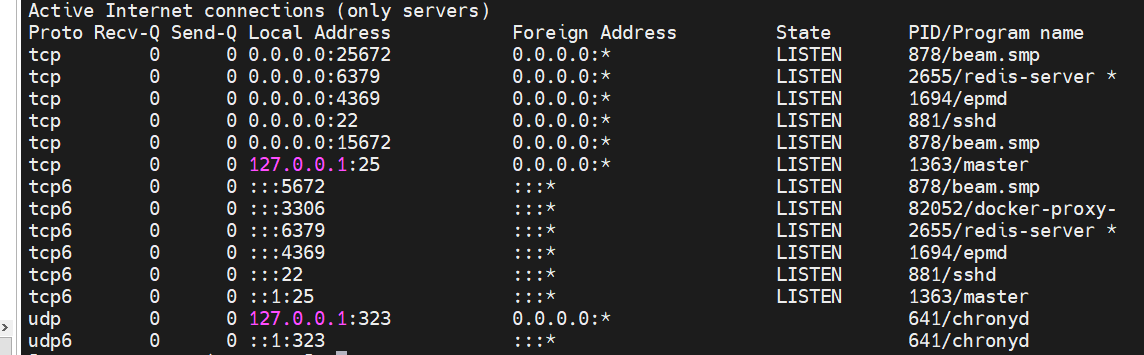 Active Internet connections (only servers)
Proto Recv-Q Send-Q Local Address Foreign Address State PID/Program name
tcp 0 0 0.0.0.0:25672 0.0.0.0:* LISTEN 878/beam.smp
tcp 0 0 0.0.0.0:6379 0.0.0.0:* LISTEN 2655/redis-server *
tcp 0 0 0.0.0.0:4369 0.0.0.0:* LISTEN 1694/epmd
tcp 0 0 0.0.0.0:22 0.0.0.0:* LISTEN 881/sshd
tcp 0 0 0.0.0.0:15672 0.0.0.0:* LISTEN 878/beam.smp
tcp 0 0 127.0.0.1:25 0.0.0.0:* LISTEN 1363/master
tcp6 0 0 :::5672 :::* LISTEN 878/beam.smp
tcp6 0 0 :::3306 :::* LISTEN 82052/docker-proxy-
tcp6 0 0 :::6379 :::* LISTEN 2655/redis-server *
tcp6 0 0 :::4369 :::* LISTEN 1694/epmd
tcp6 0 0 :::22 :::* LISTEN 881/sshd
tcp6 0 0 ::1:25 :::* LISTEN 1363/master
udp 0 0 127.0.0.1:323 0.0.0.0:* 641/chronyd
udp6 0 0 ::1:323 :::* 641/chronyd